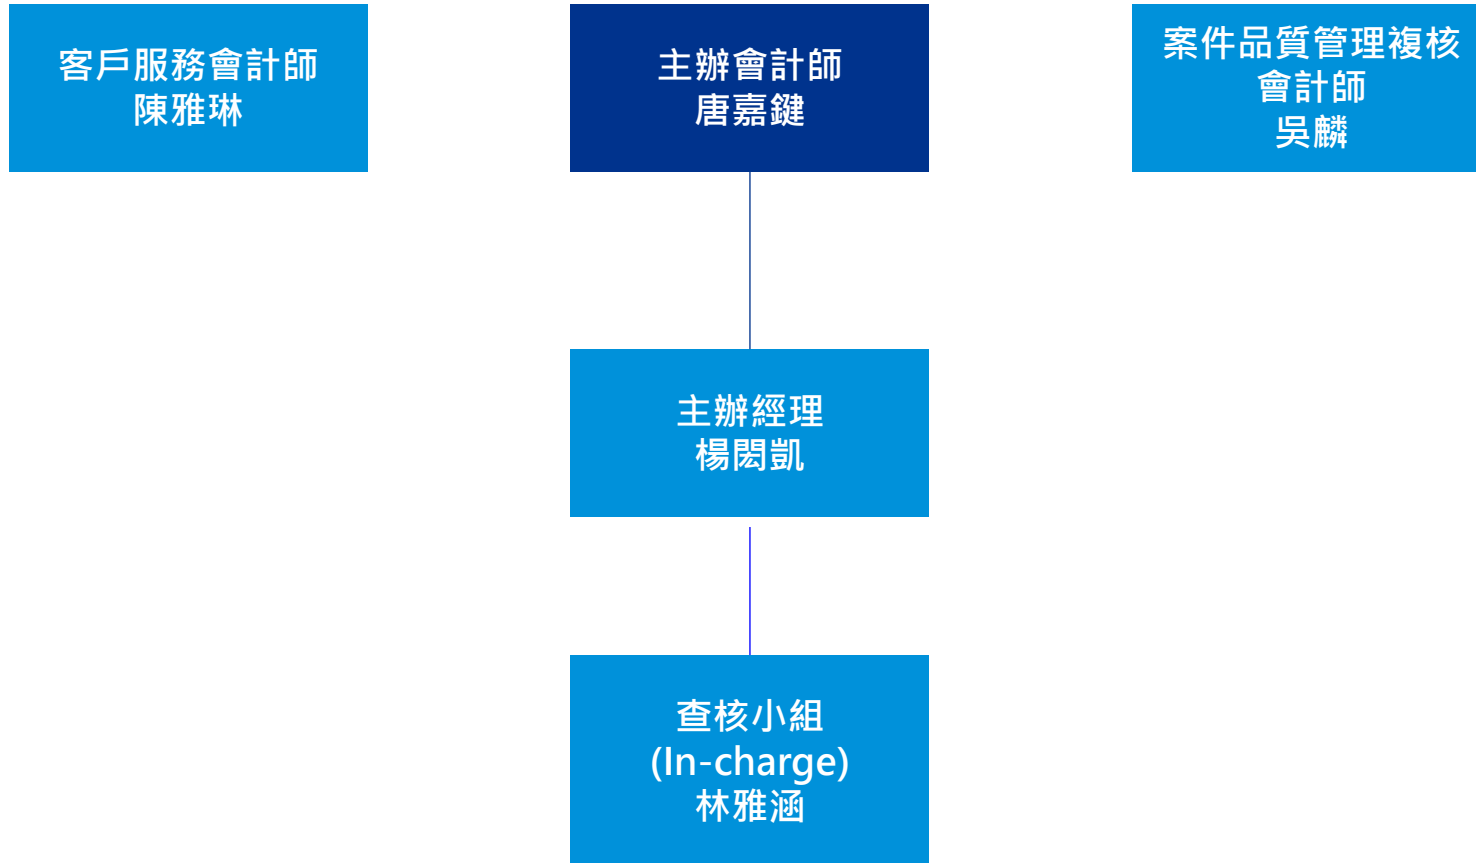 客戶服務會計師
陳雅琳
主辦會計師
唐嘉鍵
案件品質管理複核
會計師
吳麟
主辦經理
楊閎凱
查核小組
(In-charge)
林雅涵